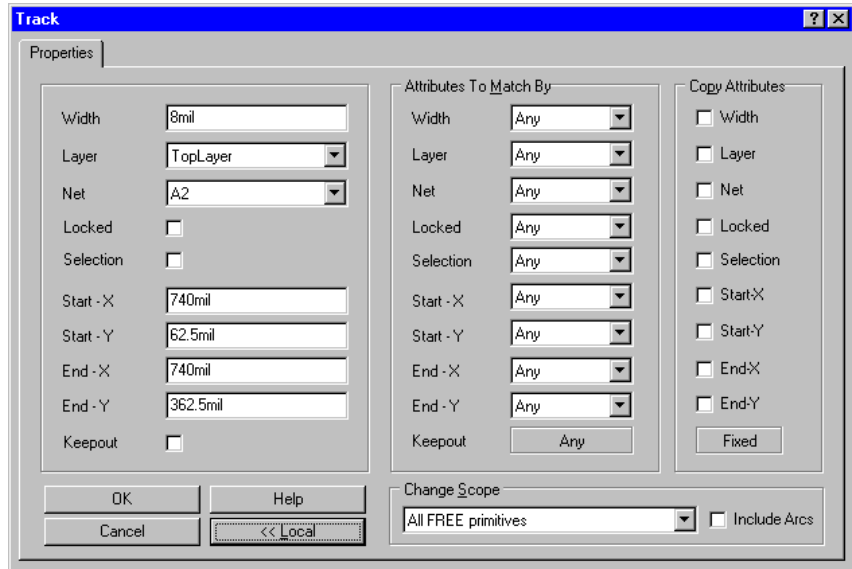 Track
Properties
Width 8mil
Layer TopLayer
Net A2
Locked
Selection
Start - X 740mil
Start - Y 62.5mil
End - X 740mil
End - Y 362.5mil
Keepout
Attributes To Match By
Width Any
Layer Any
Net Any
Locked Any
Selection Any
Start - X Any
Start - Y Any
End - X Any
End - Y Any
Keepout Any
Copy Attributes
Width
Layer
Net
Locked
Selection
Start-X
Start-Y
End-X
End-Y
Fixed
OK Help
Cancel << Local
Change Scope
All FREE primitives Include Arcs